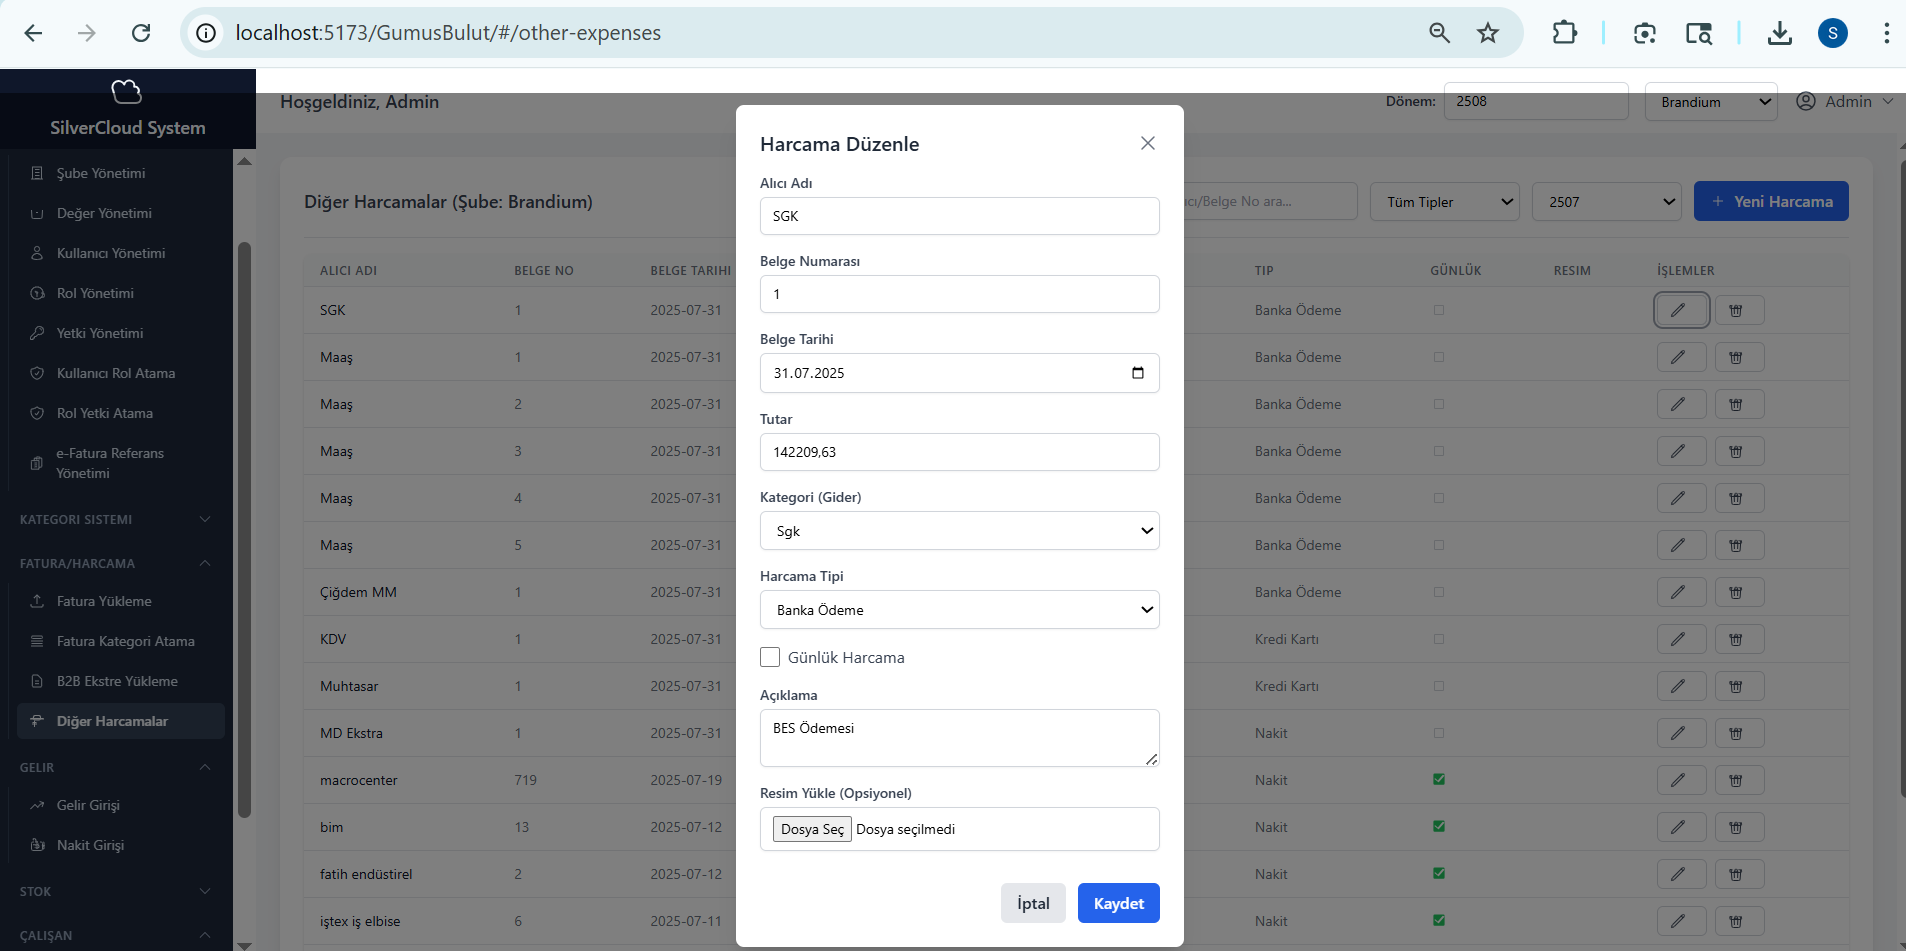 localhost:5173/GumusBulut/#/other-expenses
S
SilverCloud System
Hoşgeldiniz, Admin
Dönem:
2508
Brandium
Admin
Şube Yönetimi
Değer Yönetimi
Kullanıcı Yönetimi
Rol Yönetimi
Yetki Yönetimi
Kullanıcı Rol Atama
Rol Yetki Atama
e-Fatura Referans
Yönetimi
KATEGORI SISTEMI
FATURA/HARCAMA
Fatura Yükleme
Fatura Kategori Atama
B2B Ekstre Yükleme
Diğer Harcamalar
GELIR
Gelir Girişi
Nakit Girişi
STOK
ÇALIŞAN
Diğer Harcamalar (Şube: Brandium)
/Belge No ara...
Tüm Tipler
2507
+ Yeni Harcama
ALICI ADI BELGE NO BELGE TARIHI TIP GÜNLÜK RESIM İŞLEMLER
SGK 1 2025-07-31 Banka Ödeme
Maaş 1 2025-07-31 Banka Ödeme
Maaş 2 2025-07-31 Banka Ödeme
Maaş 3 2025-07-31 Banka Ödeme
Maaş 4 2025-07-31 Banka Ödeme
Maaş 5 2025-07-31 Banka Ödeme
Çiğdem MM 1 2025-07-31 Banka Ödeme
KDV 1 2025-07-31 Kredi Kartı
Muhtasar 1 2025-07-31 Kredi Kartı
MD Ekstra 1 2025-07-31 Nakit
macrocenter 719 2025-07-19 Nakit
bim 13 2025-07-12 Nakit
fatih endüstirel 2 2025-07-12 Nakit
iştex iş elbise 6 2025-07-11 Nakit
Harcama Düzenle
Alıcı Adı
SGK
Belge Numarası
1
Belge Tarihi
31.07.2025
Tutar
142209,63
Kategori (Gider)
Sgk
Harcama Tipi
Banka Ödeme
Günlük Harcama
Açıklama
BES Ödemesi
Resim Yükle (Opsiyonel)
Dosya Seç Dosya seçilmedi
İptal
Kaydet